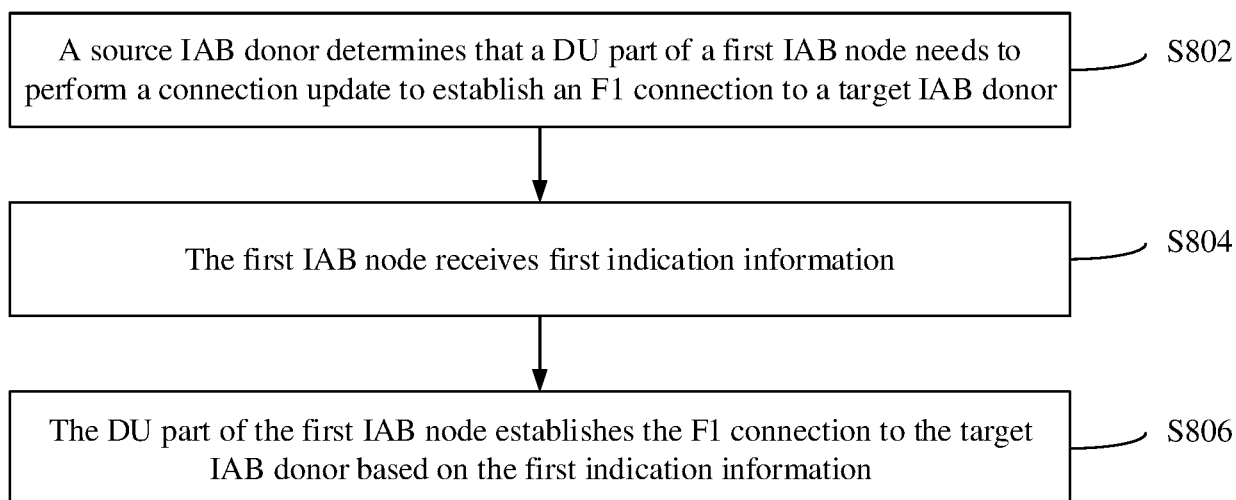 A source IAB donor determines that a DU part of a first IAB node needs to
perform a connection update to establish an F1 connection to a target IAB donor
S802
The first IAB node receives first indication information
S804
The DU part of the first IAB node establishes the F1 connection to the target
IAB donor based on the first indication information
S806